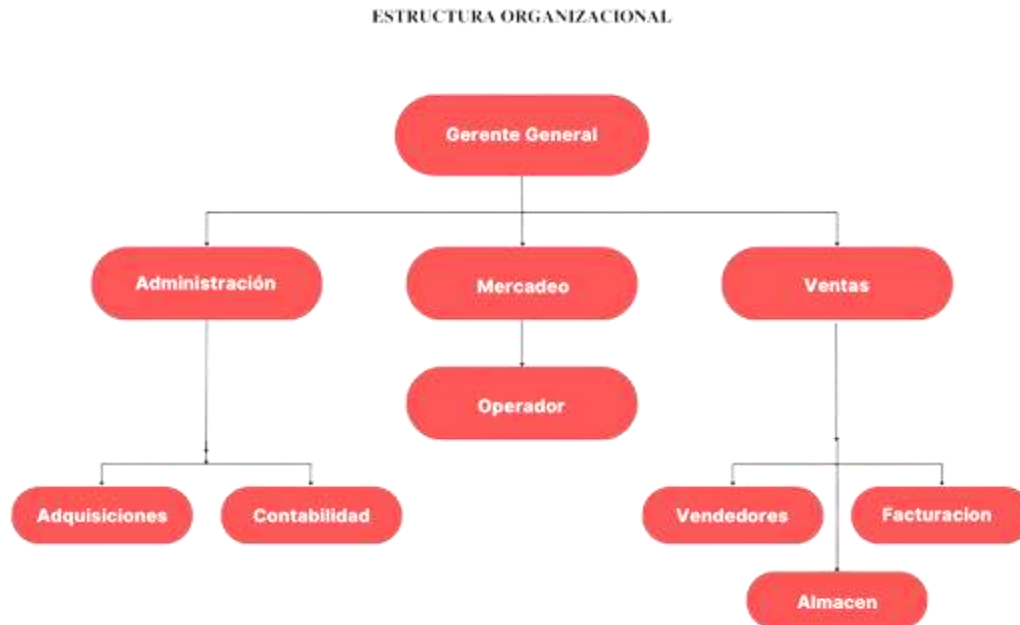 ESTRUCTURA ORGANIZACIONAL
Gerente General
Administración
Mercadeo
Ventas
Operador
Adquisiciones
Contabilidad
Vendedores
Facturacion
Almacen